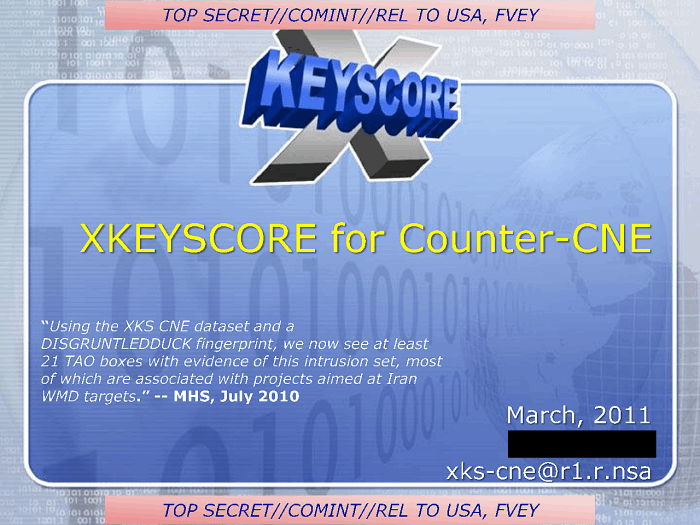 TOP SECRET//COMINT//REL TO USA, FVEY
X
KEYSCORE
XKEYSCORE for Counter-CNE
“Using the XKS CNE dataset and a
DISGRUNTLEDDUCK fingerprint, we now see at least
21 TAO boxes with evidence of this intrusion set, most
of which are associated with projects aimed at Iran
WMD targets.” -- MHS, July 2010
March, 2011
xks-cne@r1.r.nsa
TOP SECRET//COMINT//REL TO USA, FVEY